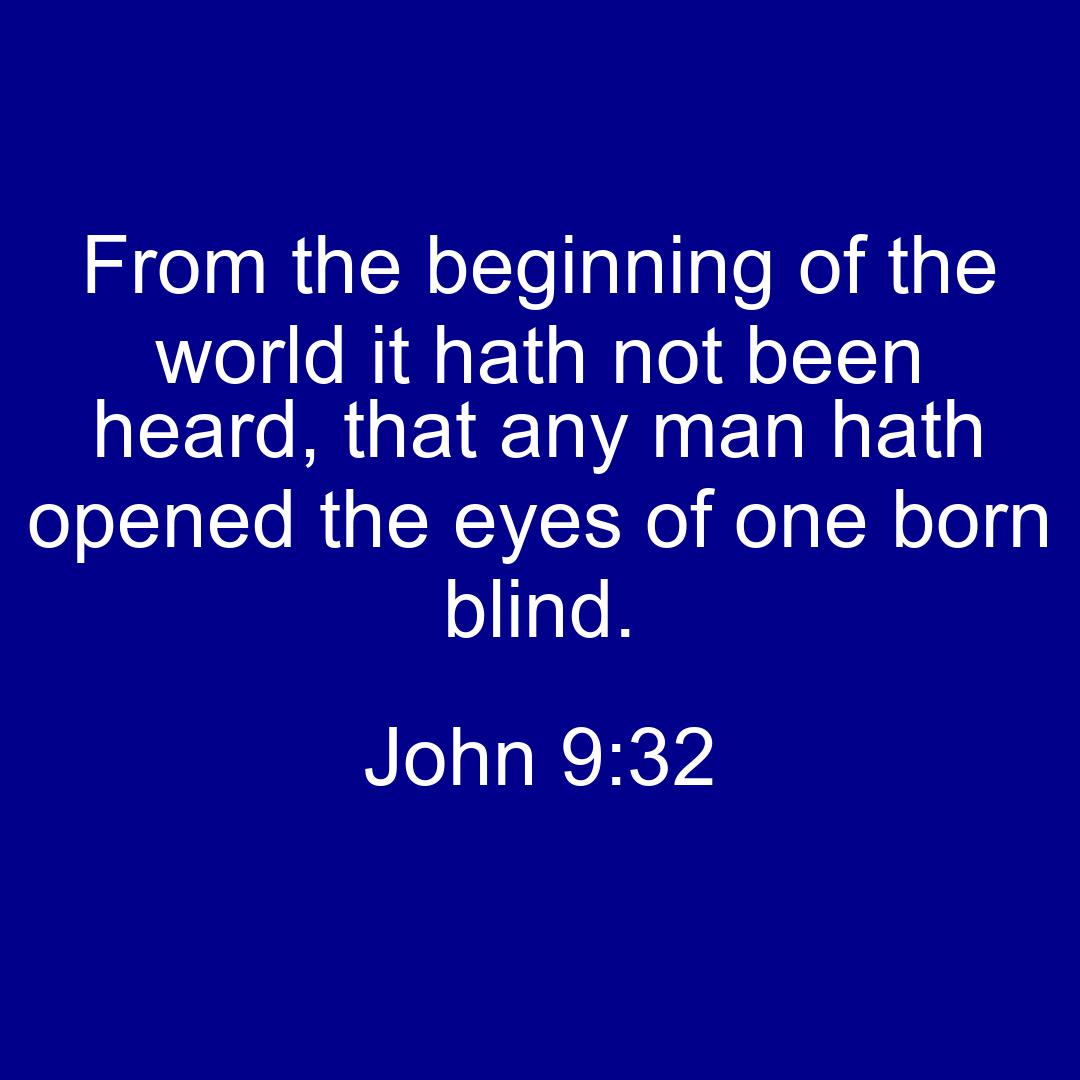 From the beginning of the
world it hath not been
heard, that any man hath
opened the eyes of one born
blind.
John 9:32